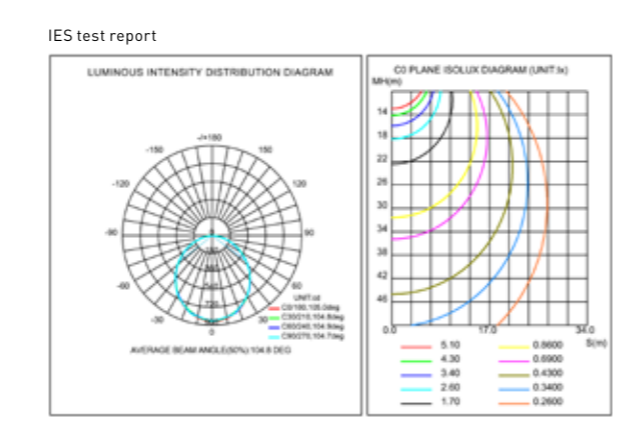 IES test report
LUMINOUS INTENSITY DISTRIBUTION DIAGRAM
-/+180
-150 150
-120 120
-90 90
-60 60
-30 30
0
UNIT:cd
C0/180,105.0deg
C30/210,104.8deg
C60/240,104.9deg
C90/270,104.7deg
AVERAGE BEAM ANGLE(50%):104.8 DEG
C0 PLANE ISOLUX DIAGRAM (UNIT:lx)
MH(m)
14
18
22
26
30
34
38
42
46
0.0 17.0 34.0
S(m)
5.10 0.8600
4.30 0.6900
3.40 0.4300
2.60 0.3400
1.70 0.2600